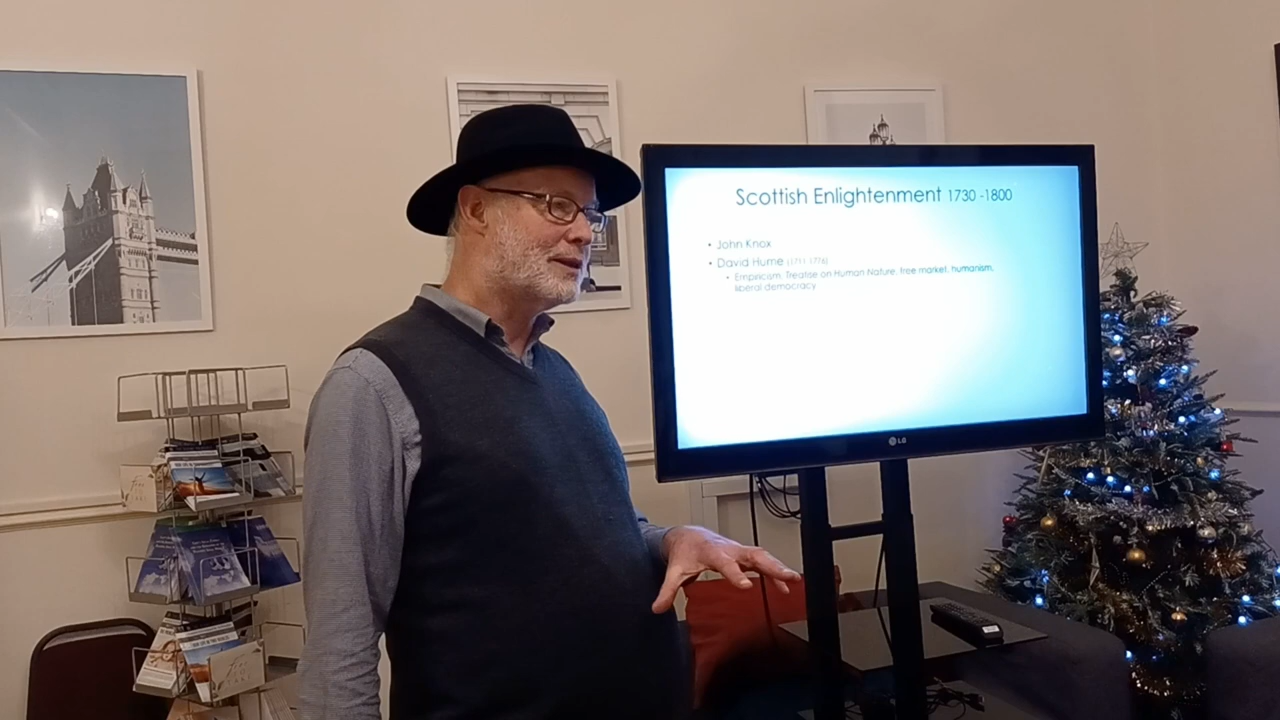 Scottish Enlightenment 1730 -1800
• John Knox
• David Hume (1711-1776)
• Empiricism, Treatise on Human Nature, free market, humanism,
liberal democracy
LG